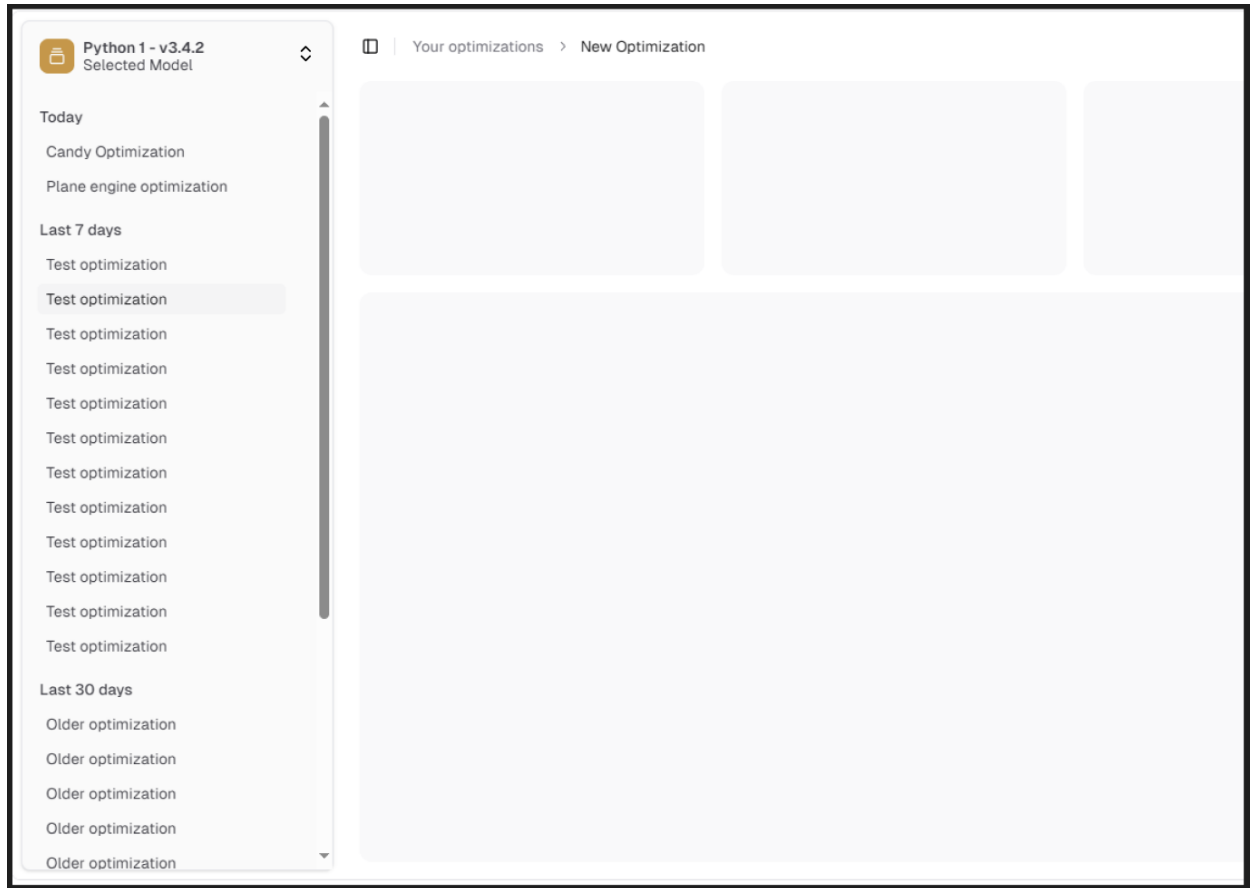 Python 1 - v3.4.2
Selected Model
Your optimizations > New Optimization
Today
Candy Optimization
Plane engine optimization
Last 7 days
Test optimization
Test optimization
Test optimization
Test optimization
Test optimization
Test optimization
Test optimization
Test optimization
Test optimization
Test optimization
Test optimization
Test optimization
Last 30 days
Older optimization
Older optimization
Older optimization
Older optimization
Older optimization